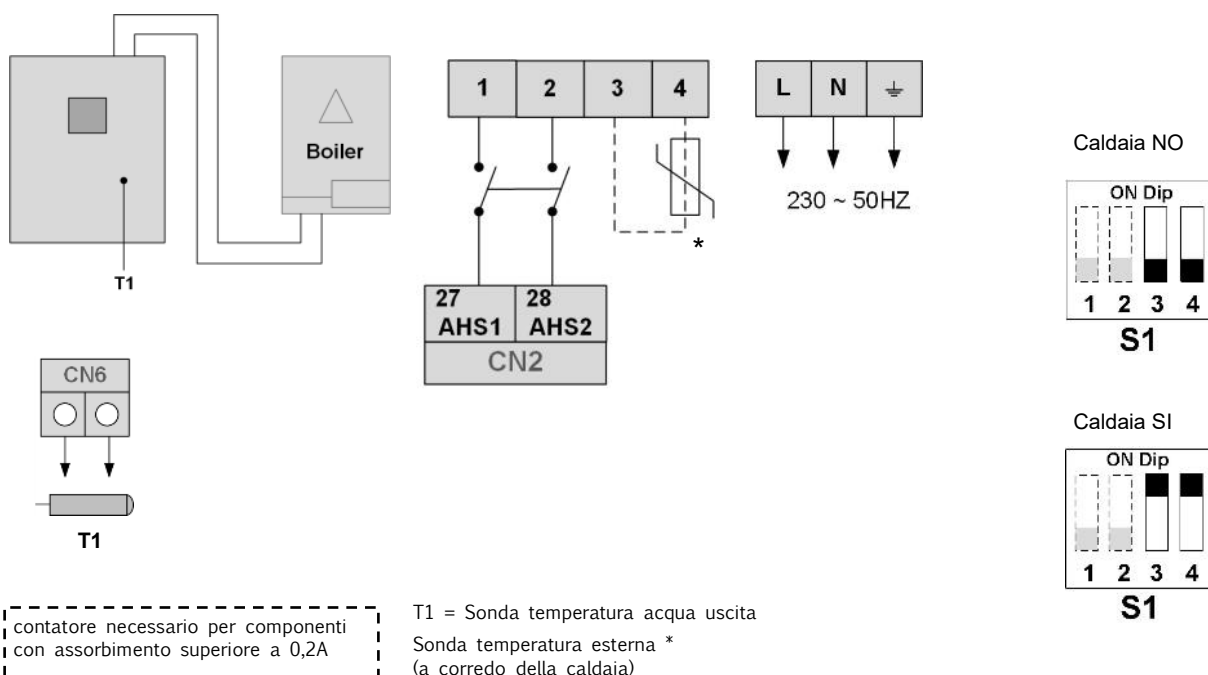 1 2 3 4
L N
Boiler
230 ~ 50HZ
*
T1
27 28
AHS1 AHS2
CN2
CN6
T1
Caldaia NO
ON Dip
1 2 3 4
S1
Caldaia SI
ON Dip
1 2 3 4
S1
contatore necessario per componenti
con assorbimento superiore a 0,2A
T1 = Sonda temperatura acqua uscita
Sonda temperatura esterna *
(a corredo della caldaia)